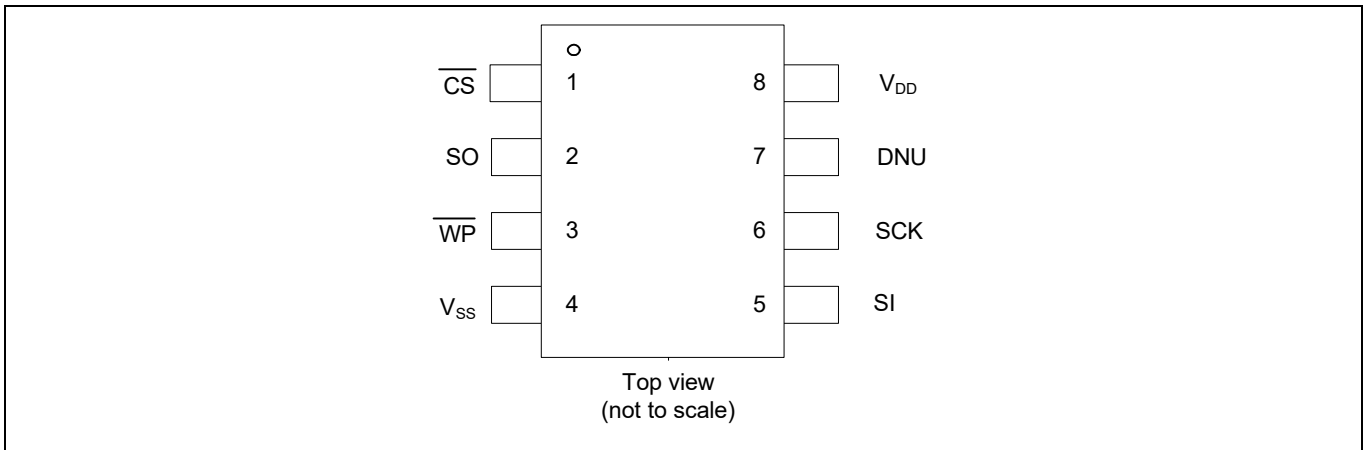 CS 1 8 VDD
SO 2 7 DNU
WP 3 6 SCK
VSS 4 5 SI
Top view
(not to scale)